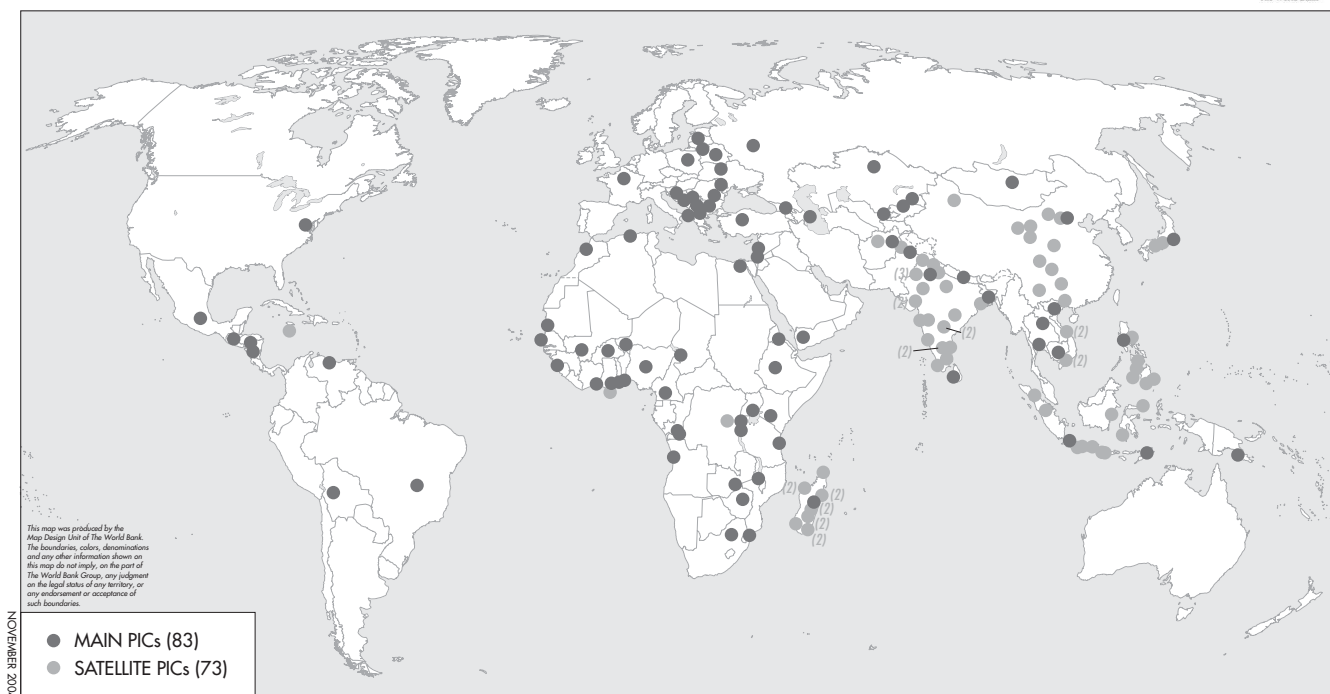 (3)
(2)
(2)
(2)
(2)
(2)
(2)
(2)
(2)
(2)
(2)
This map was produced by the
Map Design Unit of The World Bank.
The boundaries, colors, denominations
and any other information shown on
this map do not imply, on the part of
The World Bank Group, any judgment
on the legal status of any territory, or
any endorsement or acceptance of
such boundaries.
MAIN PICs (83)
SATELLITE PICs (73)
NOVEMBER